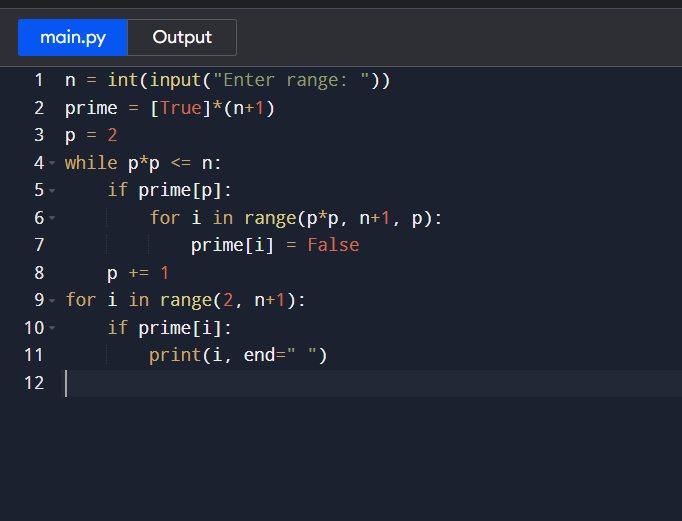 main.py Output
1 n = int(input("Enter range: "))
2 prime = [True]*(n+1)
3 p = 2
4 while p*p <= n:
5     if prime[p]:
6         for i in range(p*p, n+1, p):
7             prime[i] = False
8     p += 1
9 for i in range(2, n+1):
10     if prime[i]:
11         print(i, end=" ")
12